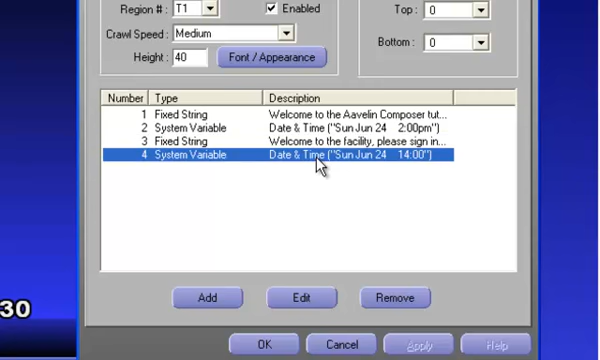 Region #: T1 Enabled Top: 0
Crawl Speed: Medium
Bottom: 0
Height: 40 Font / Appearance
Number Type Description
1 Fixed String Welcome to the Aavelin Composer tut...
2 System Variable Date & Time ("Sun Jun 24 2:00pm")
3 Fixed String Welcome to the facility, please sign in...
4 System Variable Date & Time ("Sun Jun 24 14:00")
Add Edit Remove
30
OK Cancel Apply Help